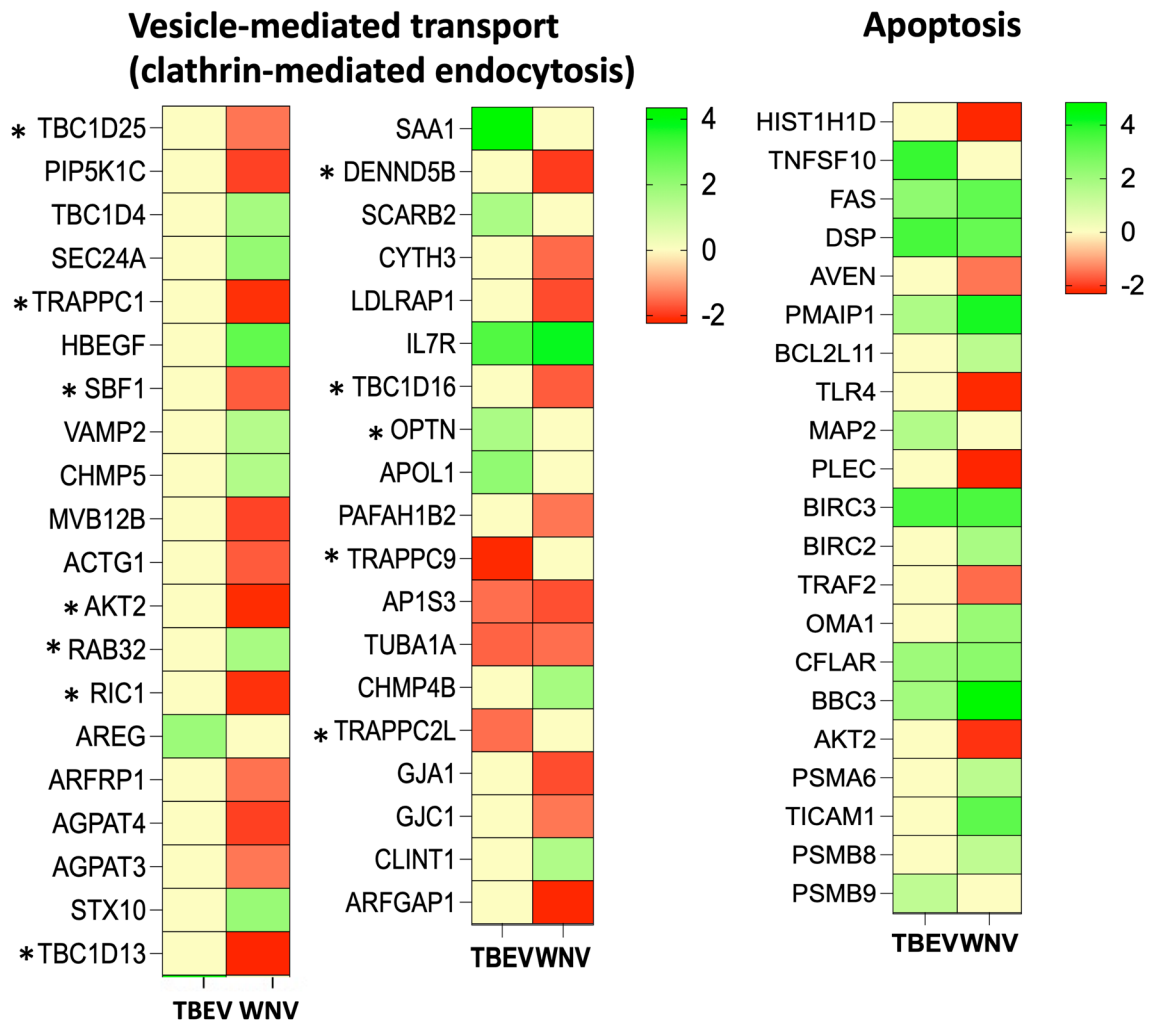 Vesicle-mediated transport
(clathrin-mediated endocytosis)
* TBC1D25
PIP5K1C
TBC1D4
SEC24A
*TRAPPC1
HBEGF
* SBF1
VAMP2
CHMP5
MVB12B
ACTG1
* AKT2
* RAB32
* RIC1
AREG
ARFRP1
AGPAT4
AGPAT3
STX10
*TBC1D13
TBEV WNV
SAA1
* DENND5B
SCARB2
CYTH3
LDLRAP1
IL7R
* TBC1D16
* OPTN
APOL1
PAFAH1B2
* TRAPPC9
AP1S3
TUBA1A
CHMP4B
* TRAPPC2L
GJA1
GJC1
CLINT1
ARFGAP1
TBEV WNV
4
2
0
-2
Apoptosis
HIST1H1D
TNFSF10
FAS
DSP
AVEN
PMAIP1
BCL2L11
TLR4
MAP2
PLEC
BIRC3
BIRC2
TRAF2
OMA1
CFLAR
BBC3
AKT2
PSMA6
TICAM1
PSMB8
PSMB9
TBEV WNV
4
2
0
-2